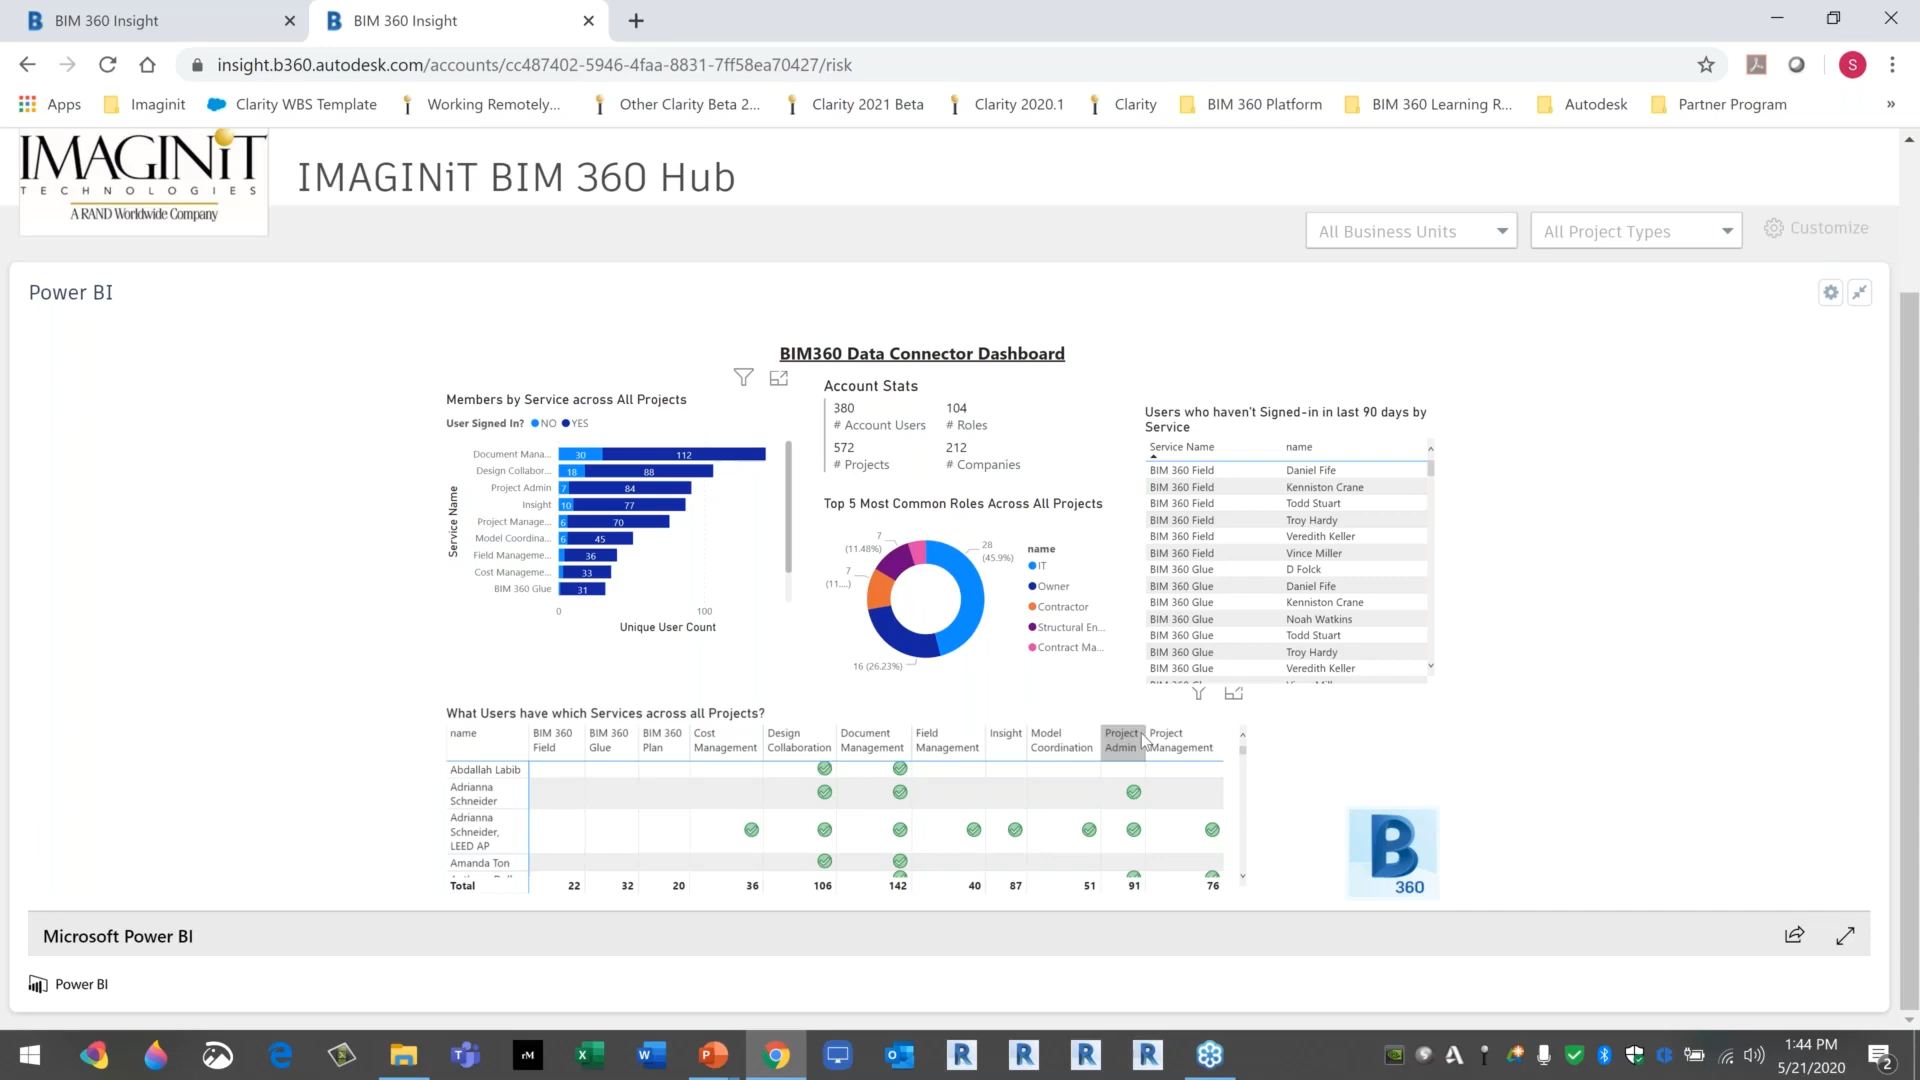 BIM 360 Insight
BIM 360 Insight
insight.b360.autodesk.com/accounts/cc487402-5946-4faa-8831-7ff58ea70427/risk
S
Apps Imaginit Clarity WBS Template Working Remotely... Other Clarity Beta 2... Clarity 2021 Beta Clarity 2020.1 Clarity BIM 360 Platform BIM 360 Learning R... Autodesk Partner Program »
IMAGINiT
TECHNOLOGIES
A RAND Worldwide Company
IMAGINiT BIM 360 Hub
All Business Units
All Project Types
Customize
Power BI
BIM360 Data Connector Dashboard
Members by Service across All Projects
User Signed In? NO YES
Service Name
Document Mana... 30 112
Design Collabor... 18 88
Project Admin 7 84
Insight 10 77
Project Manage... 6 70
Model Coordina... 6 45
Field Manageme... 36
Cost Manageme... 33
BIM 360 Glue 31
0 100
Unique User Count
Account Stats
380 104
# Account Users # Roles
572 212
# Projects # Companies
Top 5 Most Common Roles Across All Projects
7
(11.48%)
7
(11....)
28
(45.9%)
16 (26.23%)
name
IT
Owner
Contractor
Structural En...
Contract Ma...
Users who haven't Signed-in in last 90 days by
Service
Service Name name
BIM 360 Field Daniel Fife
BIM 360 Field Kenniston Crane
BIM 360 Field Todd Stuart
BIM 360 Field Troy Hardy
BIM 360 Field Veredith Keller
BIM 360 Field Vince Miller
BIM 360 Glue D Folck
BIM 360 Glue Daniel Fife
BIM 360 Glue Kenniston Crane
BIM 360 Glue Noah Watkins
BIM 360 Glue Todd Stuart
BIM 360 Glue Troy Hardy
BIM 360 Glue Veredith Keller
What Users have which Services across all Projects?
name BIM 360 BIM 360 BIM 360 Cost Design Document Field Insight Model Project Project
Field Glue Plan Management Collaboration Management Management Coordination Admin Management
Abdallah Labib
Adrianna
Schneider
Adrianna
Schneider,
LEED AP
Amanda Ton
Total 22 32 20 36 106 142 40 87 51 91 76
B
360
Microsoft Power BI
Power BI
rM
1:44 PM
5/21/2020
2